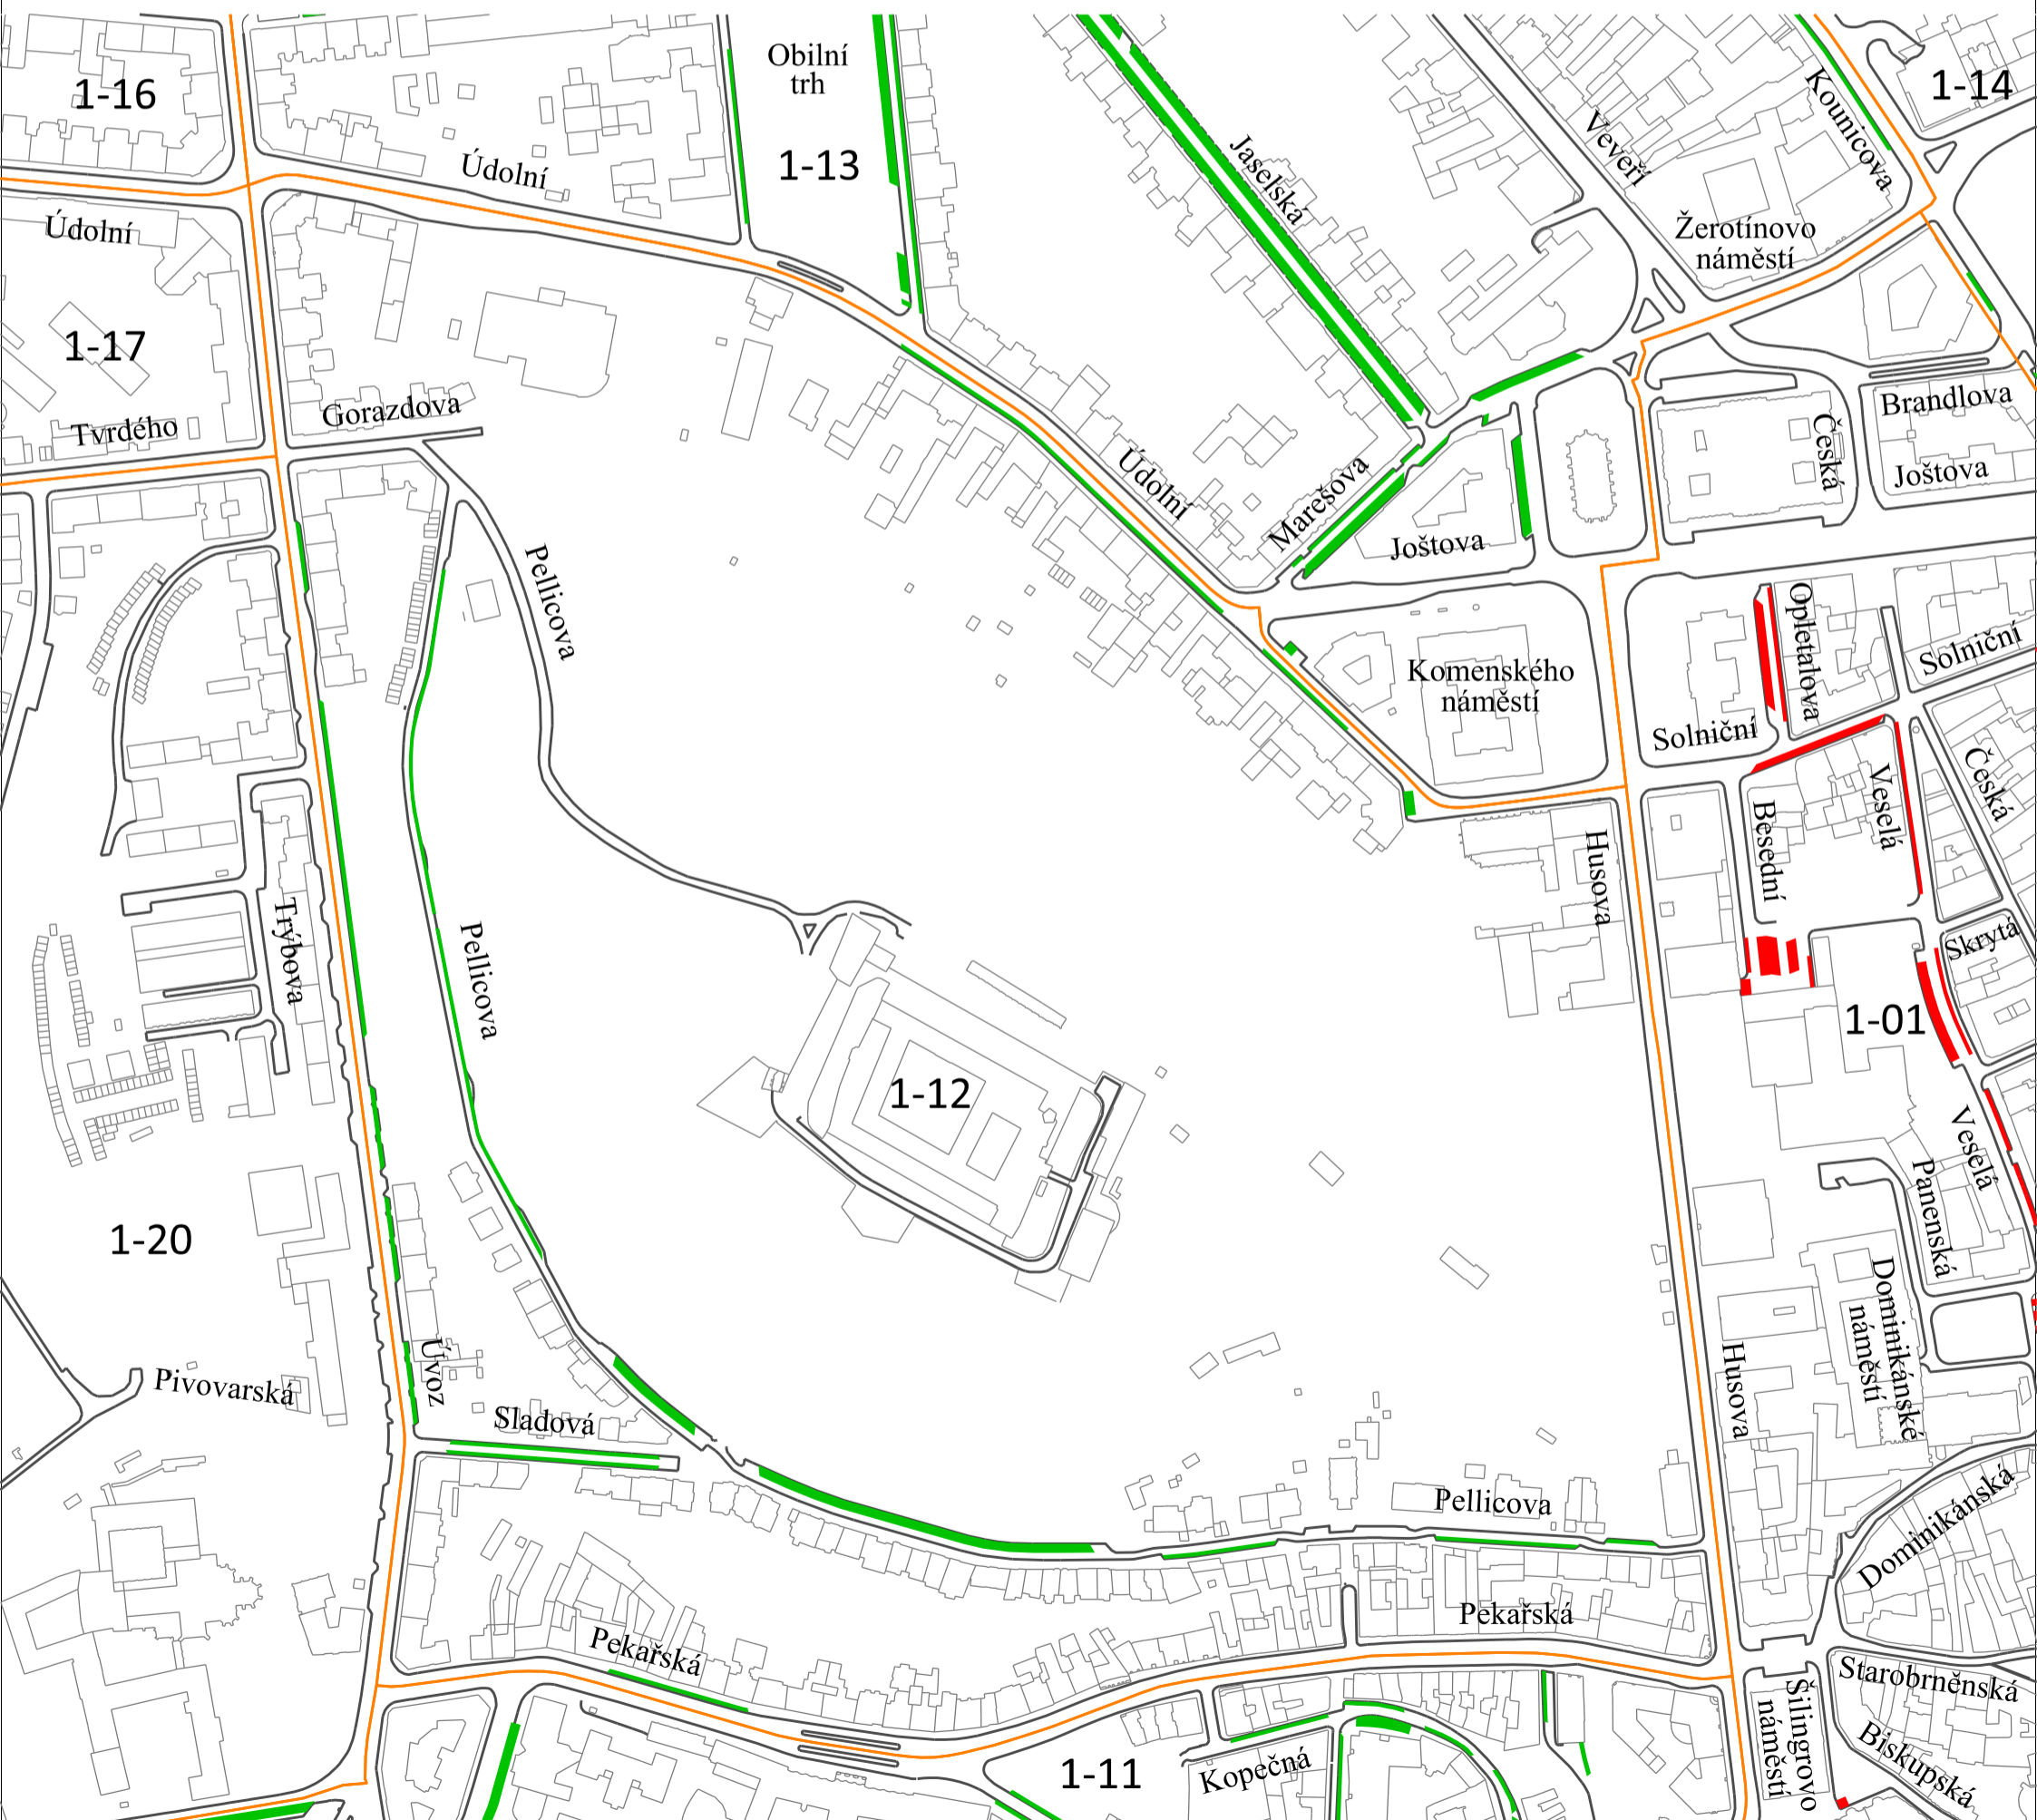 Obilní
trh
1-16
1-14
Kounicova
Veveří
Jaselská
1-13
Údolní
Údolní
Žerotínovo
náměstí
1-17
Gorazdova
Tvrdého
Brandlova
Česká
Joštova
Údolní
Marešova
Joštova
Pellicova
Opletalova
Solniční
Komenského
náměstí
Solniční
Česká
Veselá
Besední
Husova
Trýbova
Pellicova
Skrytá
1-01
1-12
Veselá
Panenská
1-20
Dominikánské
náměstí
Úvoz
Husova
Pivovarská
Sladová
Pellicova
Dominikánská
Pekařská
Pekařská
Starobrněnská
Šilingrovo
náměstí
Biskupská
1-11
Kopečná